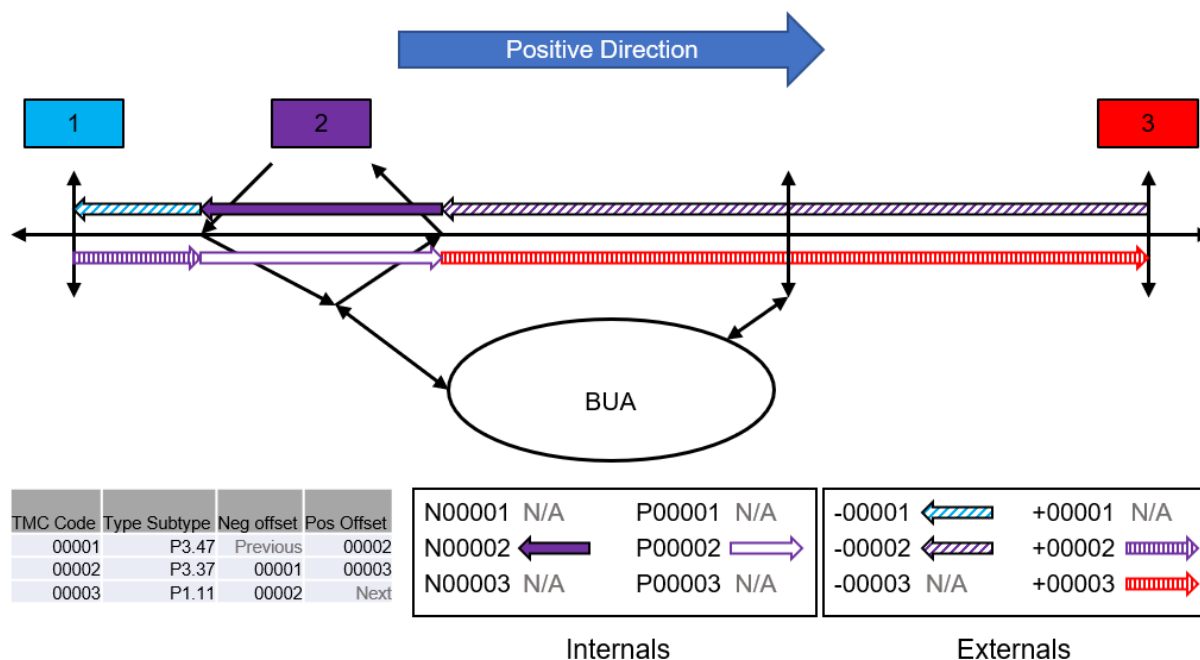 Positive Direction
1
2
3
BUA
TMC Code Type Subtype Neg offset Pos Offset
00001 P3.47 Previous 00002
00002 P3.37 00001 00003
00003 P1.11 00002 Next
N00001 N/A P00001 N/A
N00002 P00002
N00003 N/A P00003 N/A
Internals
-00001 +00001 N/A
-00002 +00002
-00003 N/A +00003
Externals